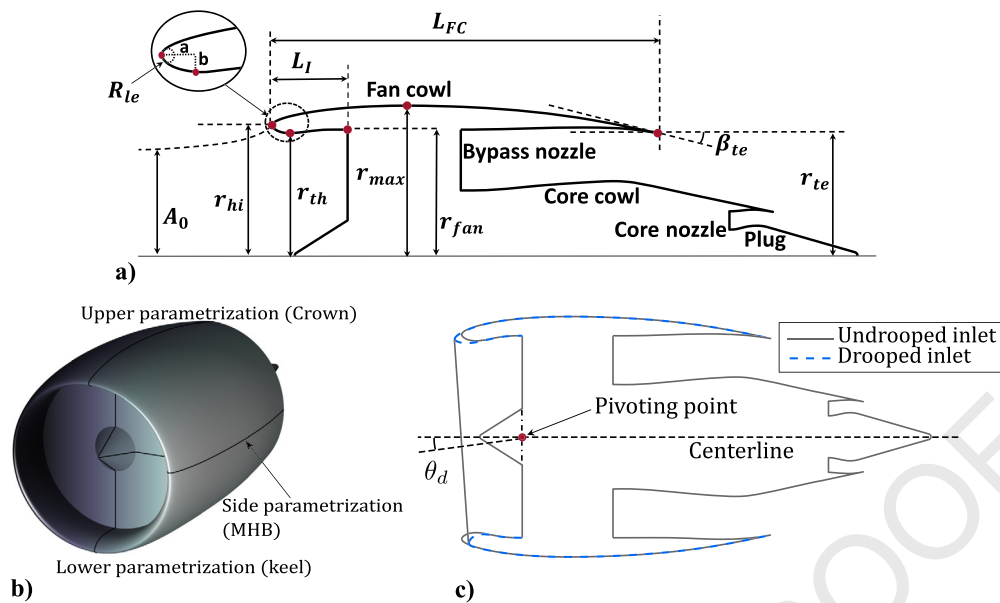 L_FC
L_I
a
b
R_le
Fan cowl
Bypass nozzle
β_te
r_hi
r_th
r_max
r_fan
r_te
A_0
Core cowl
Core nozzle
Plug
a)
Upper parametrization (Crown)
Side parametrization
(MHB)
Lower parametrization (keel)
b)
Undrooped inlet
Drooped inlet
Pivoting point
Centerline
θ_d
c)
ROOF